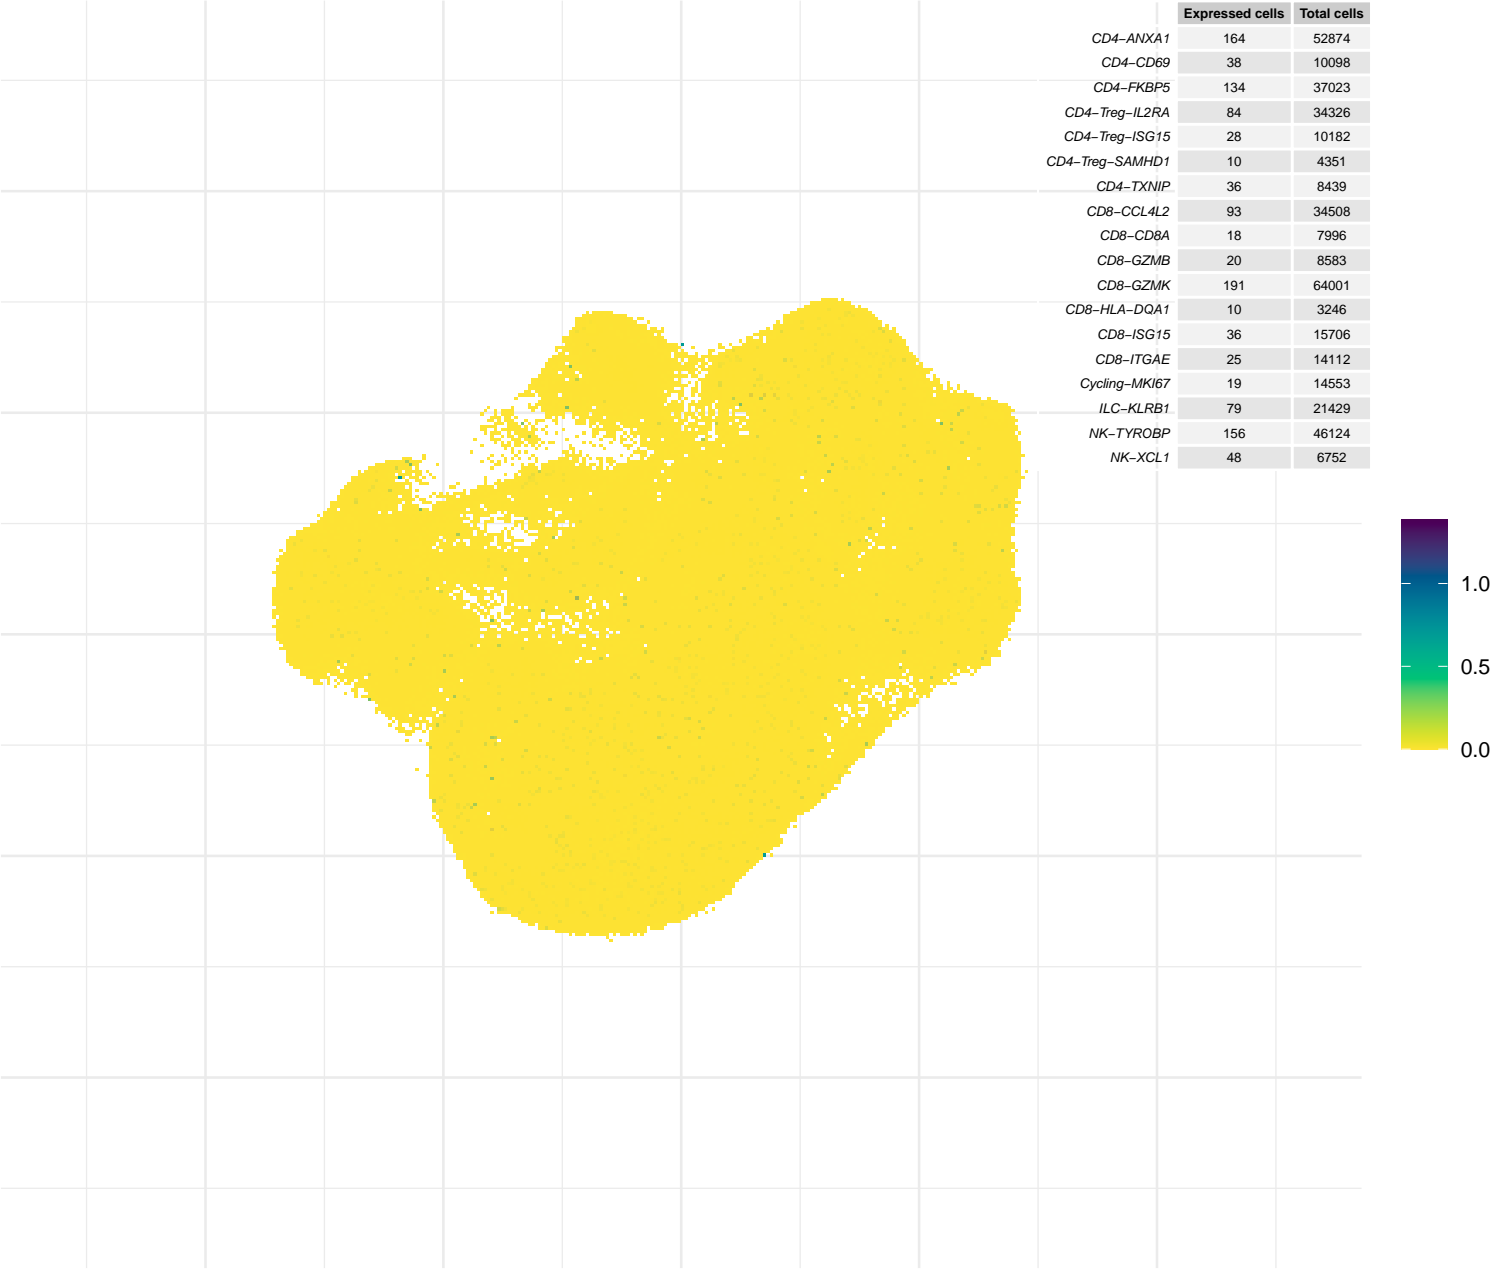 Expressed cells Total cells
CD4−ANXA1 164 52874
CD4−CD69 38 10098
CD4−FKBP5 134 37023
CD4−Treg−IL2RA 84 34326
CD4−Treg−ISG15 28 10182
CD4−Treg−SAMHD1 10 4351
CD4−TXNIP 36 8439
CD8−CCL4L2 93 34508
CD8−CD8A 18 7996
CD8−GZMB 20 8583
CD8−GZMK 191 64001
CD8−HLA−DQA1 10 3246
CD8−ISG15 36 15706
CD8−ITGAE 25 14112
Cycling−MKI67 19 14553
ILC−KLRB1 79 21429
NK−TYROBP 156 46124
NK−XCL1 48 6752
1.0
0.5
0.0